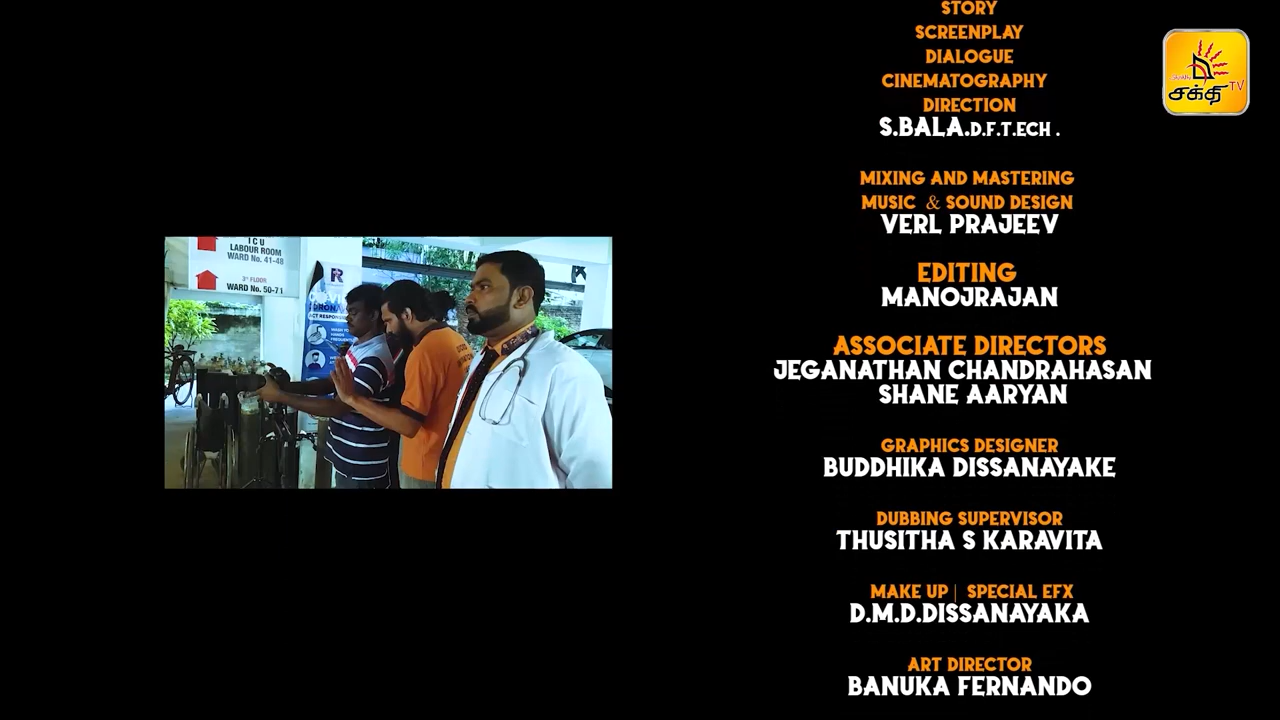 STORY
SCREENPLAY
DIALOGUE
CINEMATOGRAPHY
DIRECTION
S.BALA.D.F.T.ECH .
MIXING AND MASTERING
MUSIC & SOUND DESIGN
VERL PRAJEEV
EDITING
MANOJRAJAN
ASSOCIATE DIRECTORS
JEGANATHAN CHANDRAHASAN
SHANE AARYAN
GRAPHICS DESIGNER
BUDDHIKA DISSANAYAKE
DUBBING SUPERVISOR
THUSITHA S KARAVITA
MAKE UP | SPECIAL EFX
D.M.D.DISSANAYAKA
ART DIRECTOR
BANUKA FERNANDO
சக்தி TV
I C U
LABOUR ROOM
WARD No. 41-48
3rd FLOOR
WARD No. 50-71